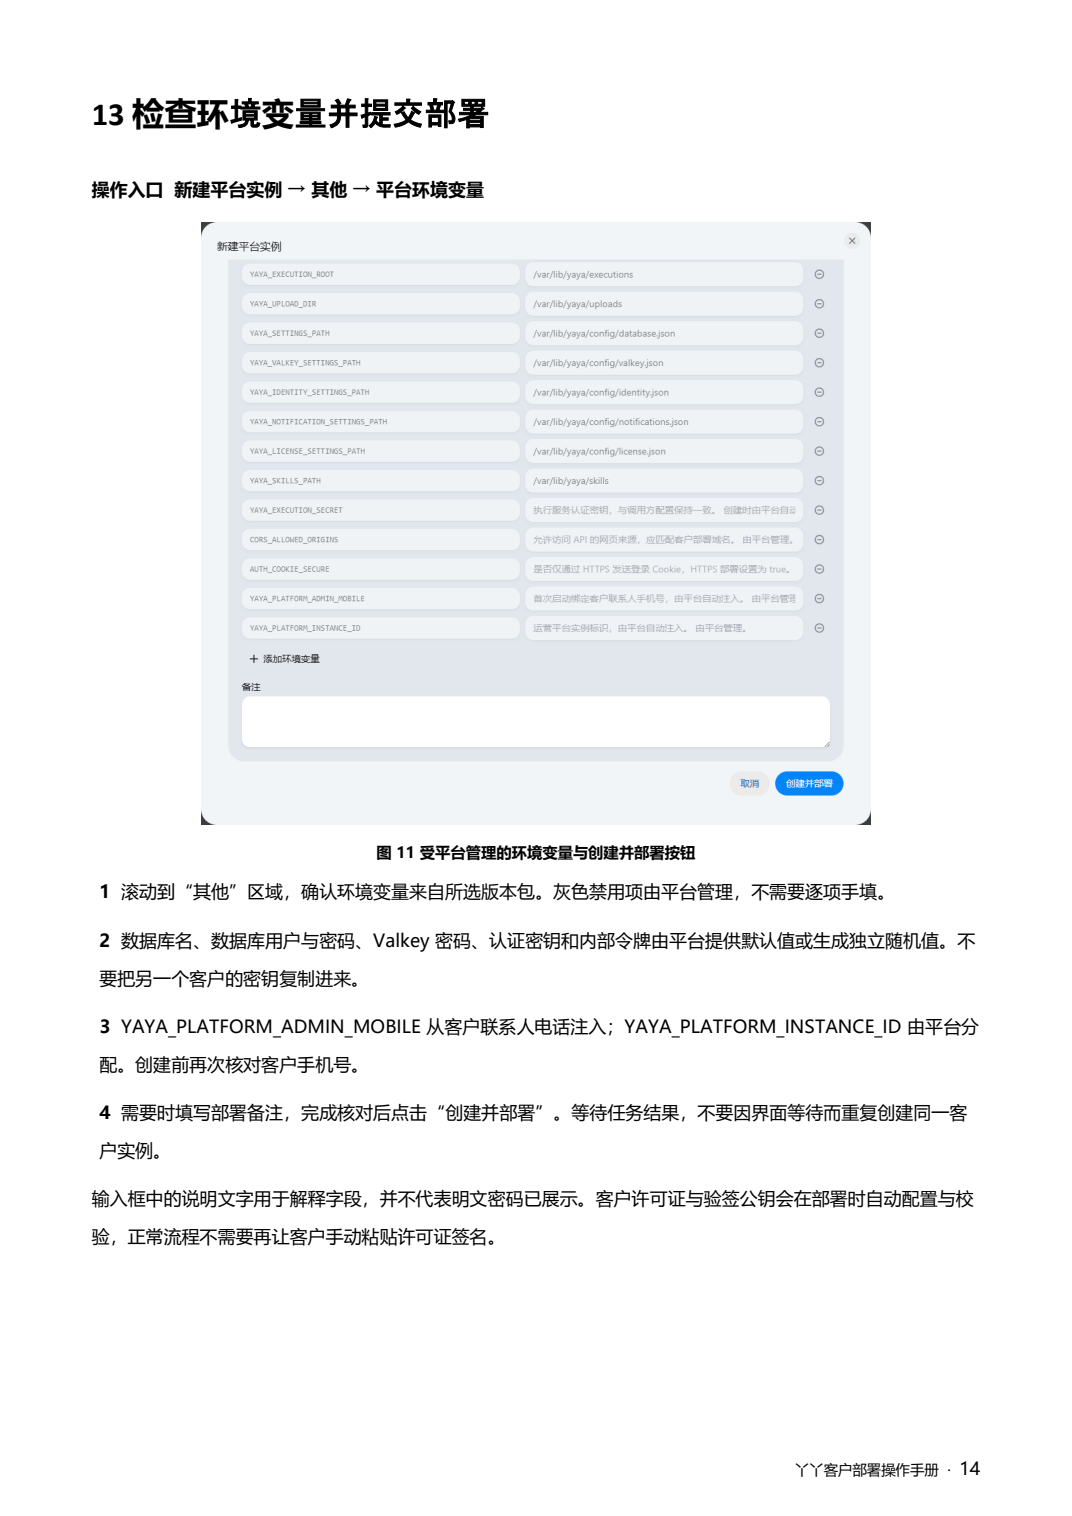 13 检查环境变量并提交部署
操作入口 新建平台实例 → 其他 → 平台环境变量
新建平台实例
×
YAYA_EXECUTION_ROOT /var/lib/yaya/executions
YAYA_UPLOAD_DIR /var/lib/yaya/uploads
YAYA_SETTINGS_PATH /var/lib/yaya/config/database.json
YAYA_VALKEY_SETTINGS_PATH /var/lib/yaya/config/valkey.json
YAYA_IDENTITY_SETTINGS_PATH /var/lib/yaya/config/identity.json
YAYA_NOTIFICATION_SETTINGS_PATH /var/lib/yaya/config/notifications.json
YAYA_LICENSE_SETTINGS_PATH /var/lib/yaya/config/license.json
YAYA_SKILLS_PATH /var/lib/yaya/skills
YAYA_EXECUTION_SECRET 执行服务认证密钥，与调用方配置保持一致。 创建时由平台自
CORS_ALLOWED_ORIGINS 允许访问 API 的网页来源，应匹配客户部署域名。 由平台管理。
AUTH_COOKIE_SECURE 是否仅通过 HTTPS 发送登录 Cookie，HTTPS 部署设置为 true。
YAYA_PLATFORM_ADMIN_MOBILE 首次启动绑定客户联系人手机号，由平台自动注入。 由平台管理
YAYA_PLATFORM_INSTANCE_ID 运营平台实例标识，由平台自动注入。 由平台管理。
+ 添加环境变量
备注
取消 创建并部署
图 11 受平台管理的环境变量与创建并部署按钮
1 滚动到“其他”区域，确认环境变量来自所选版本包。灰色禁用项由平台管理，不需要逐项手填。
2 数据库名、数据库用户与密码、Valkey 密码、认证密钥和内部令牌由平台提供默认值或生成独立随机值。不
要把另一个客户的密钥复制进来。
3 YAYA_PLATFORM_ADMIN_MOBILE 从客户联系人电话注入；YAYA_PLATFORM_INSTANCE_ID 由平台分
配。创建前再次核对客户手机号。
4 需要时填写部署备注，完成核对后点击“创建并部署”。等待任务结果，不要因界面等待而重复创建同一客
户实例。
输入框中的说明文字用于解释字段，并不代表明文密码已展示。客户许可证与验签公钥会在部署时自动配置与校
验，正常流程不需要再让客户手动粘贴许可证签名。
丫丫客户部署操作手册 · 14